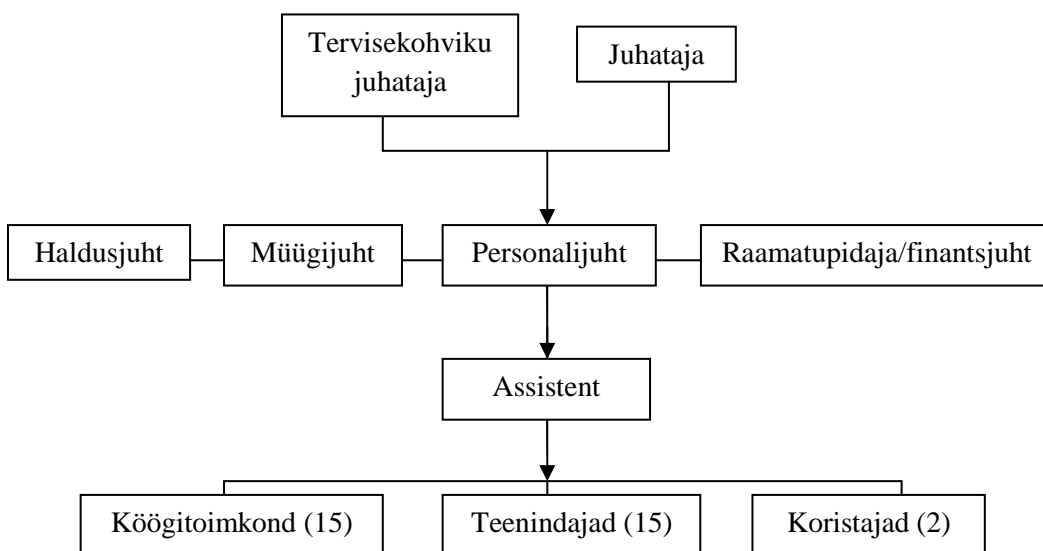 Tervisekohviku
juhataja
Juhataja
Haldusjuht
Müügijuht
Personalijuht
Raamatupidaja/finantsjuht
Assistent
Köögitoimkond (15)
Teenindajad (15)
Koristajad (2)